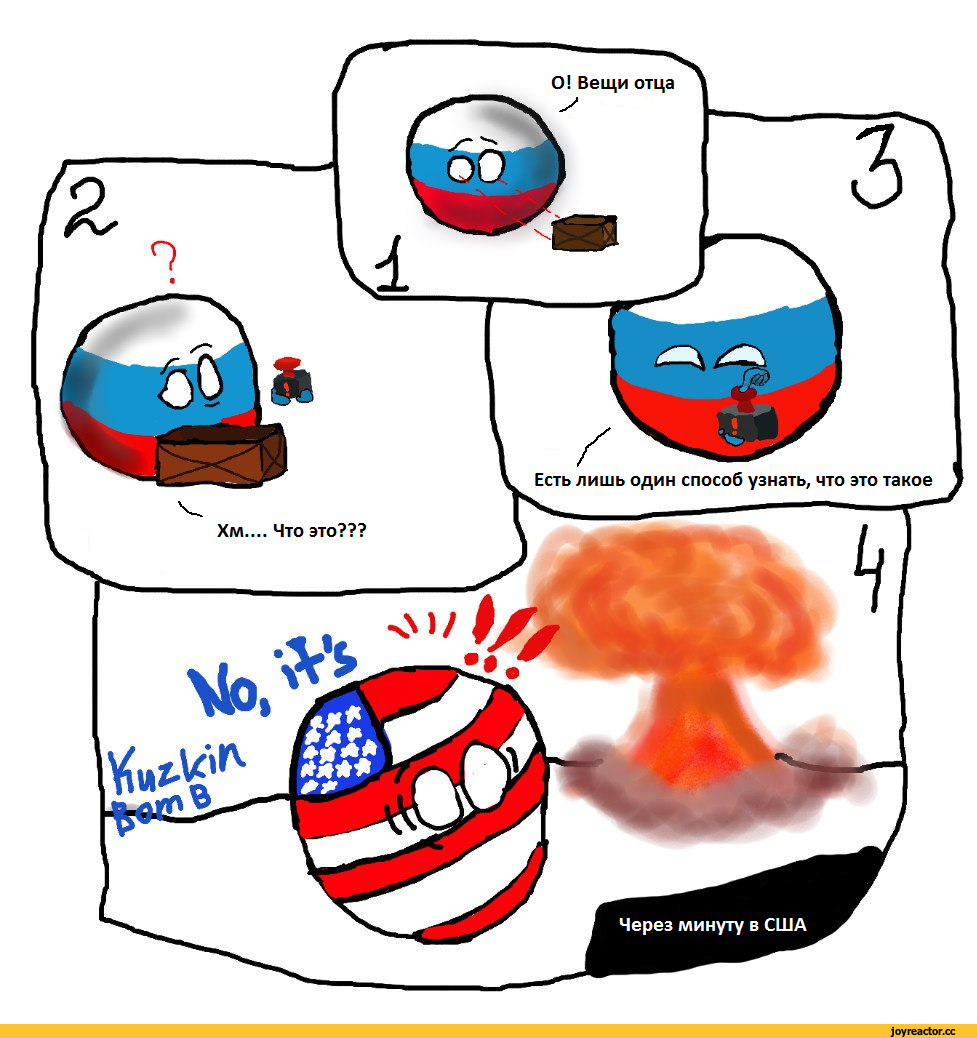 1
О! Вещи отца
2
?
Хм.... Что это???
3
Есть лишь один способ узнать, что это такое
4
!!!
No, it's
Kuzkin
BomB
Через минуту в США
joyreactor.cc